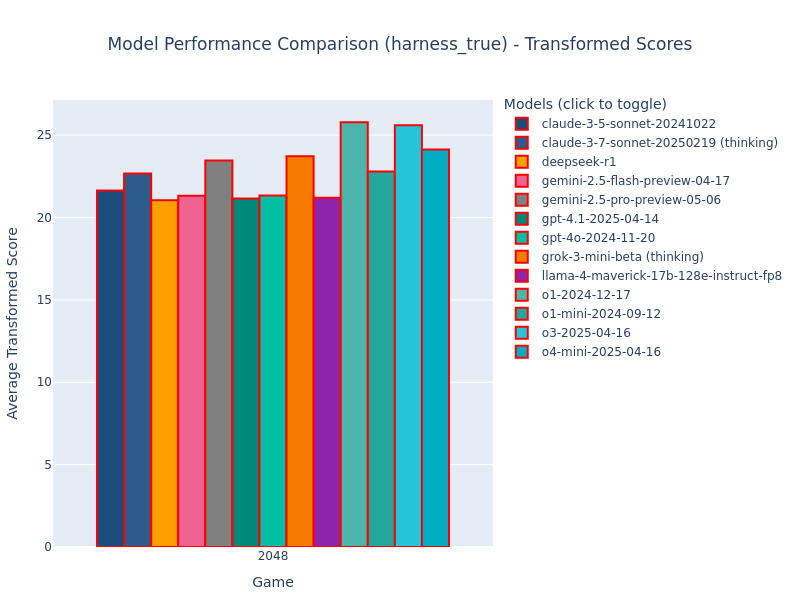 Model Performance Comparison (harness_true) - Transformed Scores
Models (click to toggle)
claude-3-5-sonnet-20241022
claude-3-7-sonnet-20250219 (thinking)
deepseek-r1
gemini-2.5-flash-preview-04-17
gemini-2.5-pro-preview-05-06
gpt-4.1-2025-04-14
gpt-4o-2024-11-20
grok-3-mini-beta (thinking)
llama-4-maverick-17b-128e-instruct-fp8
o1-2024-12-17
o1-mini-2024-09-12
o3-2025-04-16
o4-mini-2025-04-16
Average Transformed Score
25
20
15
10
5
0
2048
Game